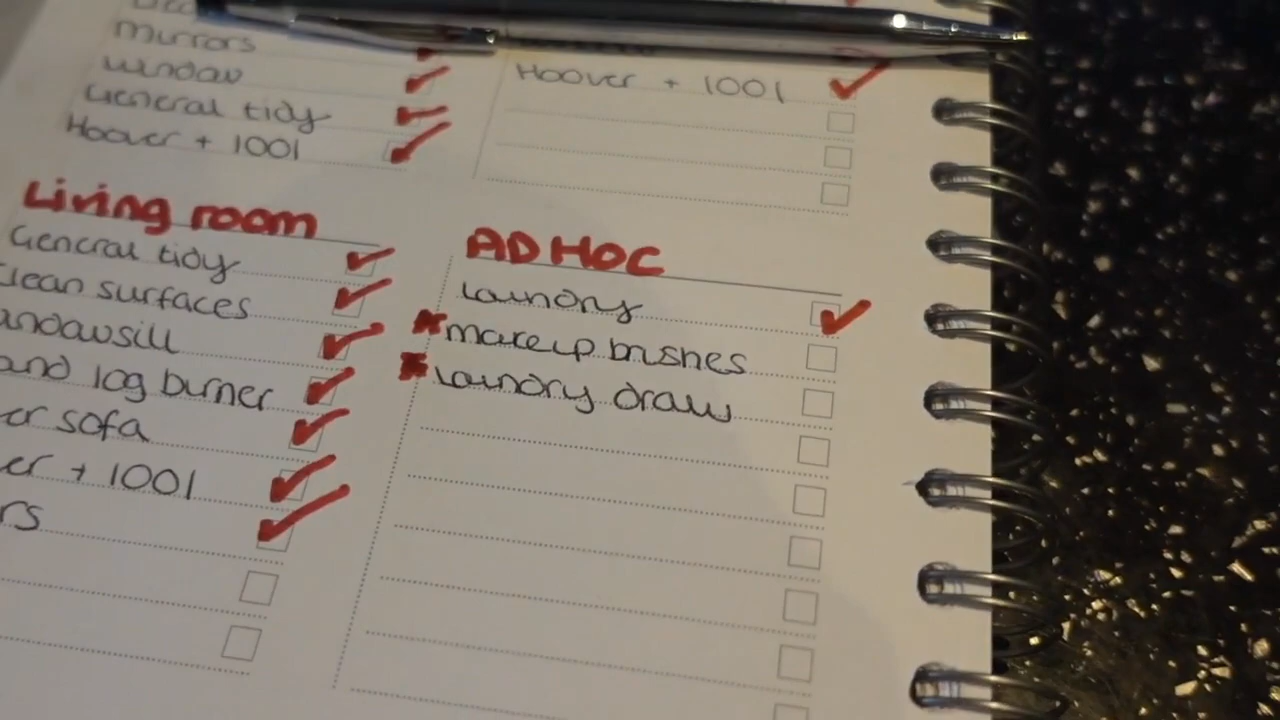 mirrors
window
General tidy
Hoover + 1001
Hoover + 1001
Living room
General tidy
clean surfaces
andowsill
and log burner
er sofa
er + 1001
rs
AD HOC
laundry
makeup brushes
laundry draw